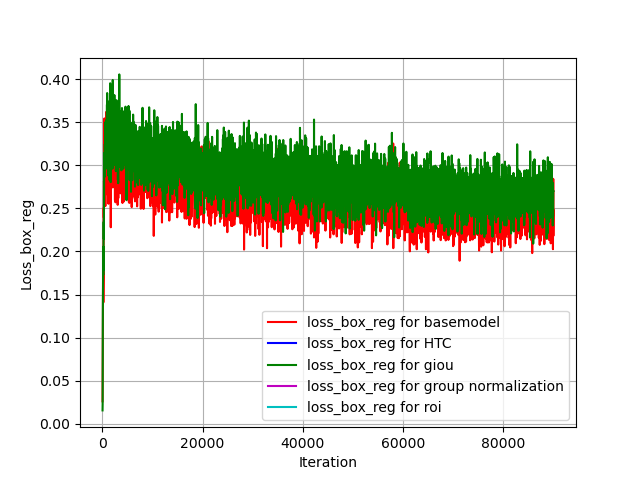 0.40
0.35
0.30
0.25
0.20
0.15
0.10
0.05
0.00
Loss_box_reg
loss_box_reg for basemodel
loss_box_reg for HTC
loss_box_reg for giou
loss_box_reg for group normalization
loss_box_reg for roi
0 20000 40000 60000 80000
Iteration